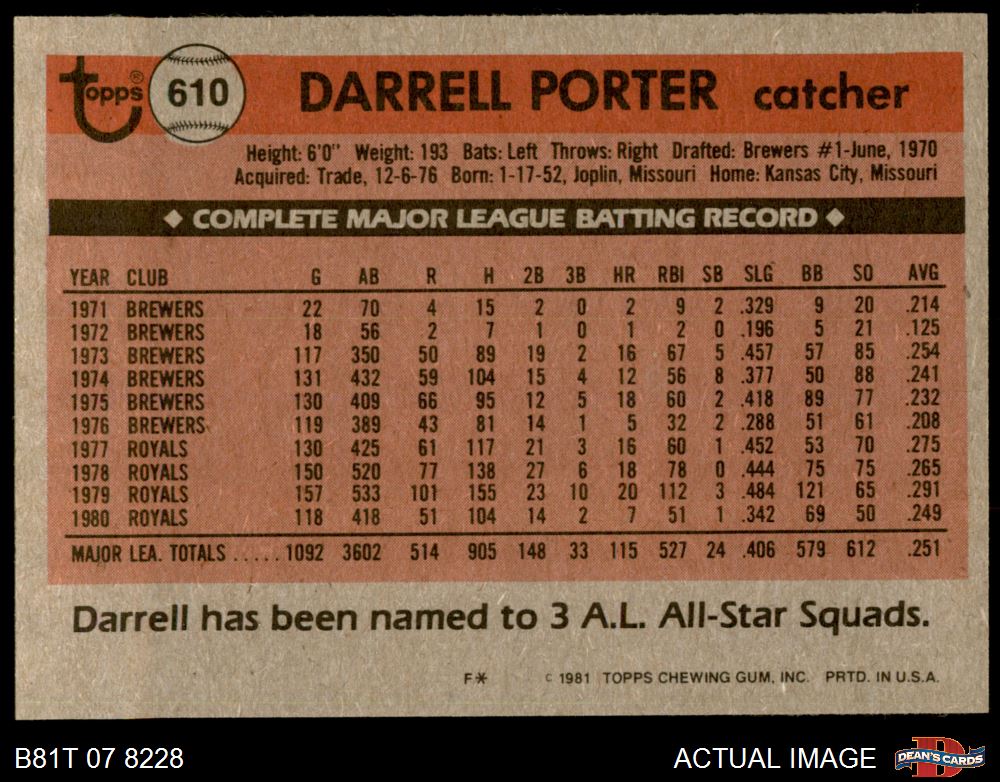 topps® 610 DARRELL PORTER catcher
Height: 6'0" Weight: 193 Bats: Left Throws: Right Drafted: Brewers #1-June, 1970
Acquired: Trade, 12-6-76 Born: 1-17-52, Joplin, Missouri Home: Kansas City, Missouri
◆ COMPLETE MAJOR LEAGUE BATTING RECORD ◆
YEAR CLUB G AB R H 2B 3B HR RBI SB SLG BB SO AVG
1971 BREWERS 22 70 4 15 2 0 2 9 2 .329 9 20 .214
1972 BREWERS 18 56 2 7 1 0 1 2 0 .196 5 21 .125
1973 BREWERS 117 350 50 89 19 2 16 67 5 .457 57 85 .254
1974 BREWERS 131 432 59 104 15 4 12 56 8 .377 50 88 .241
1975 BREWERS 130 409 66 95 12 5 18 60 2 .418 89 77 .232
1976 BREWERS 119 389 43 81 14 1 5 32 2 .288 51 61 .208
1977 ROYALS 130 425 61 117 21 3 16 60 1 .452 53 70 .275
1978 ROYALS 150 520 77 138 27 6 18 78 0 .444 75 75 .265
1979 ROYALS 157 533 101 155 23 10 20 112 3 .484 121 65 .291
1980 ROYALS 118 418 51 104 14 2 7 51 1 .342 69 50 .249
MAJOR LEA. TOTALS .....1092 3602 514 905 148 33 115 527 24 .406 579 612 .251
Darrell has been named to 3 A.L. All-Star Squads.
F* © 1981 TOPPS CHEWING GUM, INC. PRTD. IN U.S.A.
B81T 07 8228 ACTUAL IMAGE D DEAN'S CARDS